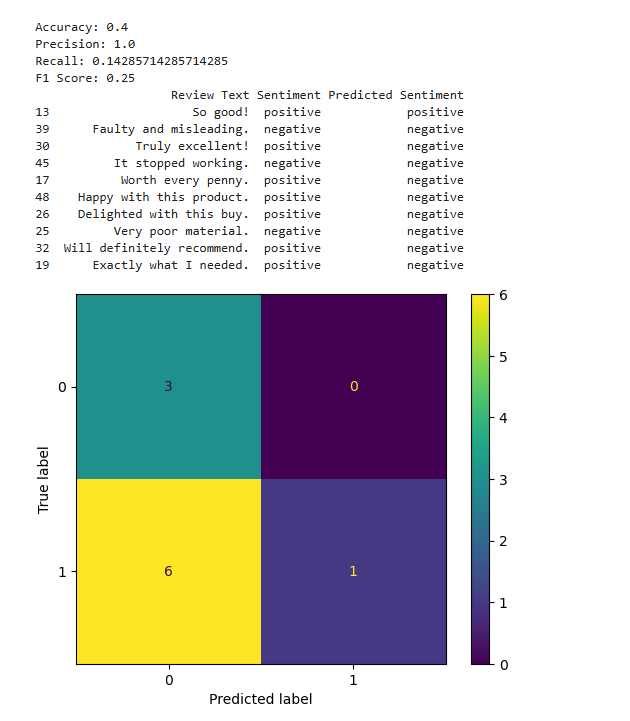 Accuracy: 0.4
Precision: 1.0
Recall: 0.14285714285714285
F1 Score: 0.25
Review Text Sentiment Predicted Sentiment
13 So good! positive positive
39 Faulty and misleading. negative negative
30 Truly excellent! positive negative
45 It stopped working. negative negative
17 Worth every penny. positive negative
48 Happy with this product. positive negative
26 Delighted with this buy. positive negative
25 Very poor material. negative negative
32 Will definitely recommend. positive negative
19 Exactly what I needed. positive negative
6
5
4
3
2
1
0
True label
0
1
3 0
6 1
0 1
Predicted label